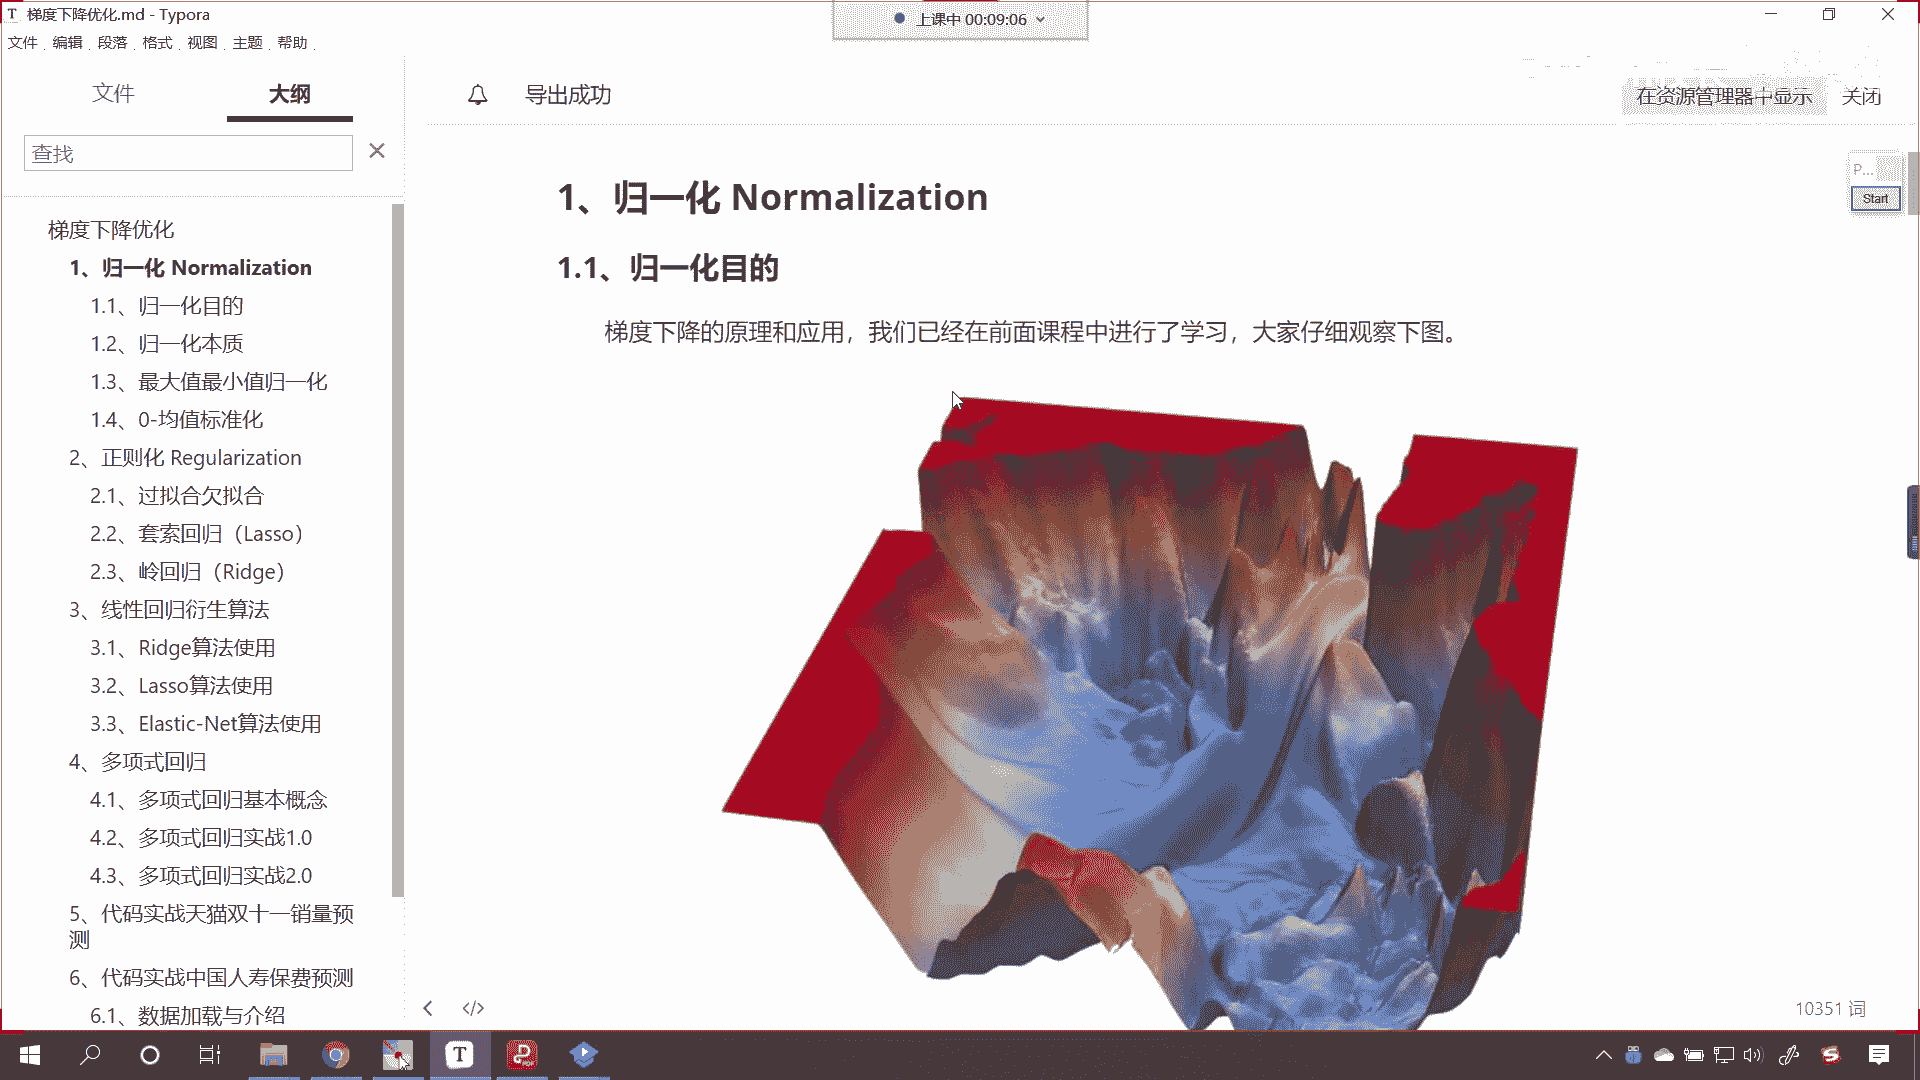 梯度下降优化.md - Typora
上课中 00:09:06
文件 编辑 段落 格式 视图 主题 帮助
文件 大纲
查找
梯度下降优化
1、归一化 Normalization
1.1、归一化目的
1.2、归一化本质
1.3、最大值最小值归一化
1.4、0-均值标准化
2、正则化 Regularization
2.1、过拟合欠拟合
2.2、套索回归（Lasso）
2.3、岭回归（Ridge）
3、线性回归衍生算法
3.1、Ridge算法使用
3.2、Lasso算法使用
3.3、Elastic-Net算法使用
4、多项式回归
4.1、多项式回归基本概念
4.2、多项式回归实战1.0
4.3、多项式回归实战2.0
5、代码实战天猫双十一销量预
测
6、代码实战中国人寿保费预测
6.1、数据加载与介绍
导出成功
在资源管理器中显示 关闭
P...
Start
1、归一化 Normalization
1.1、归一化目的
梯度下降的原理和应用，我们已经在前面课程中进行了学习，大家仔细观察下图。
10351 词